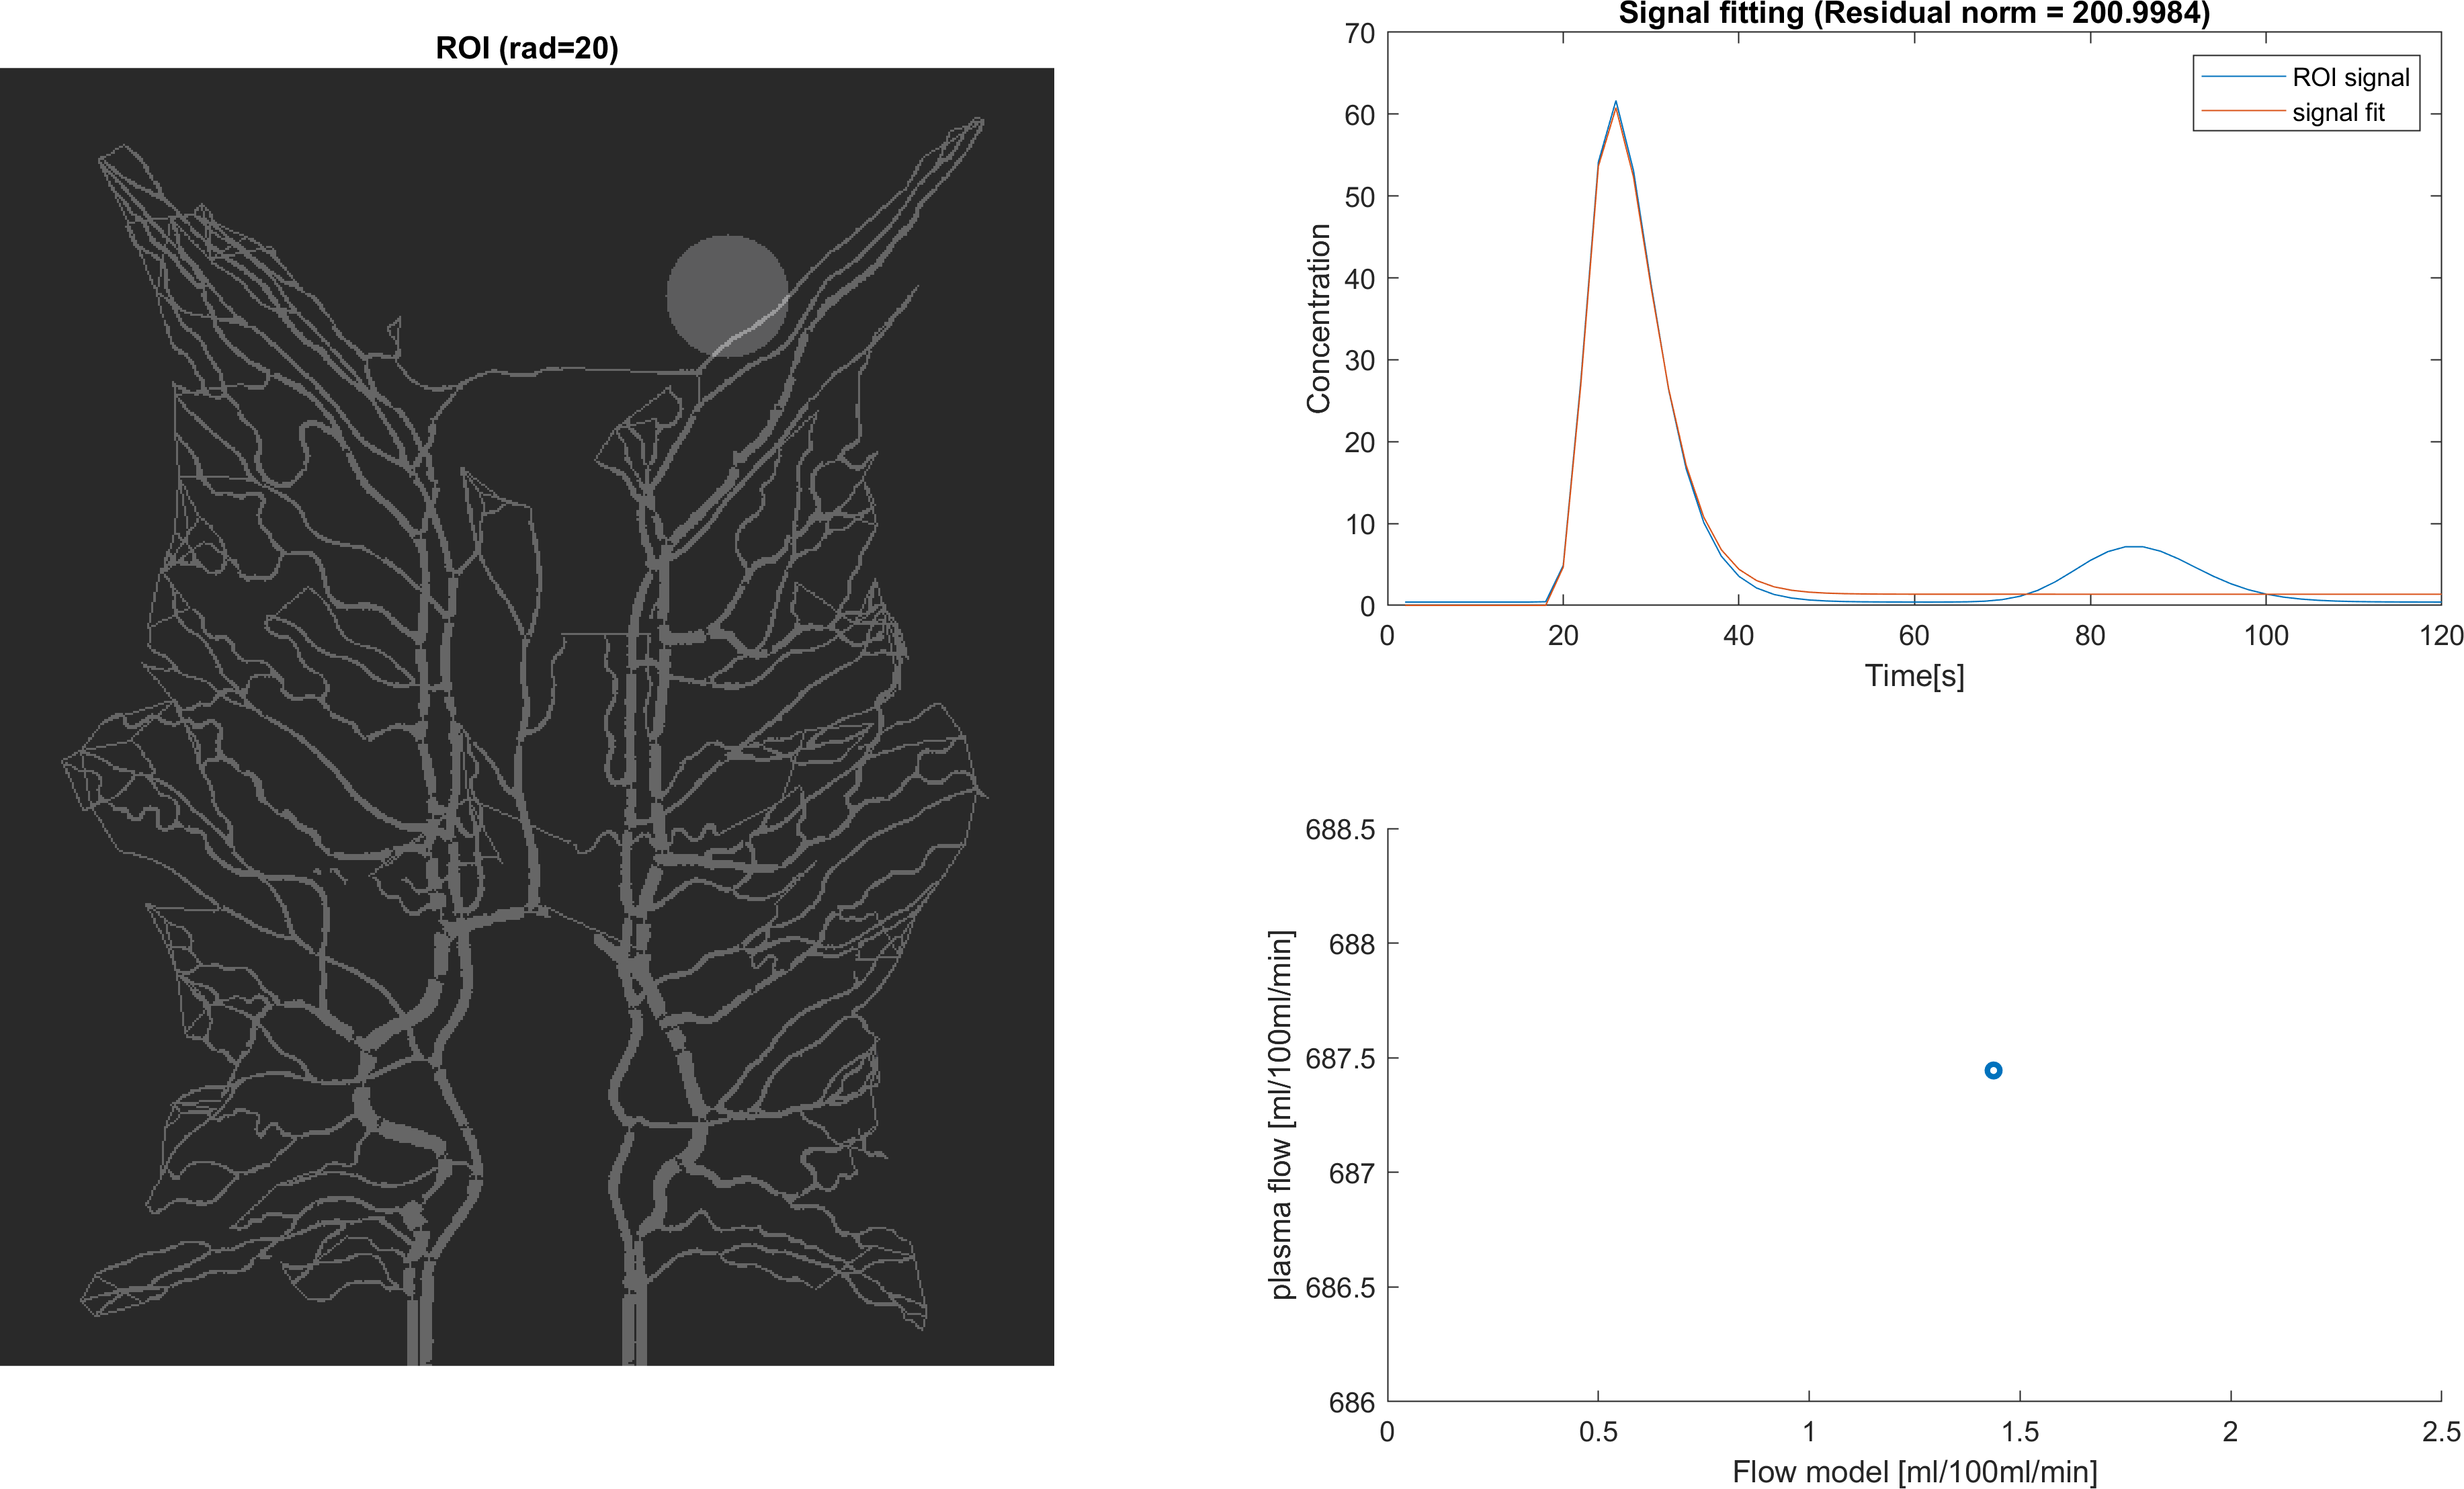 ROI (rad=20)
Signal fitting (Residual norm = 200.9984)
70
60
50
40
30
20
10
0
Concentration
ROI signal
signal fit
0 20 40 60 80 100 120
Time[s]
688.5
688
687.5
687
686.5
686
plasma flow [ml/100ml/min]
0 0.5 1 1.5 2 2.5
Flow model [ml/100ml/min]